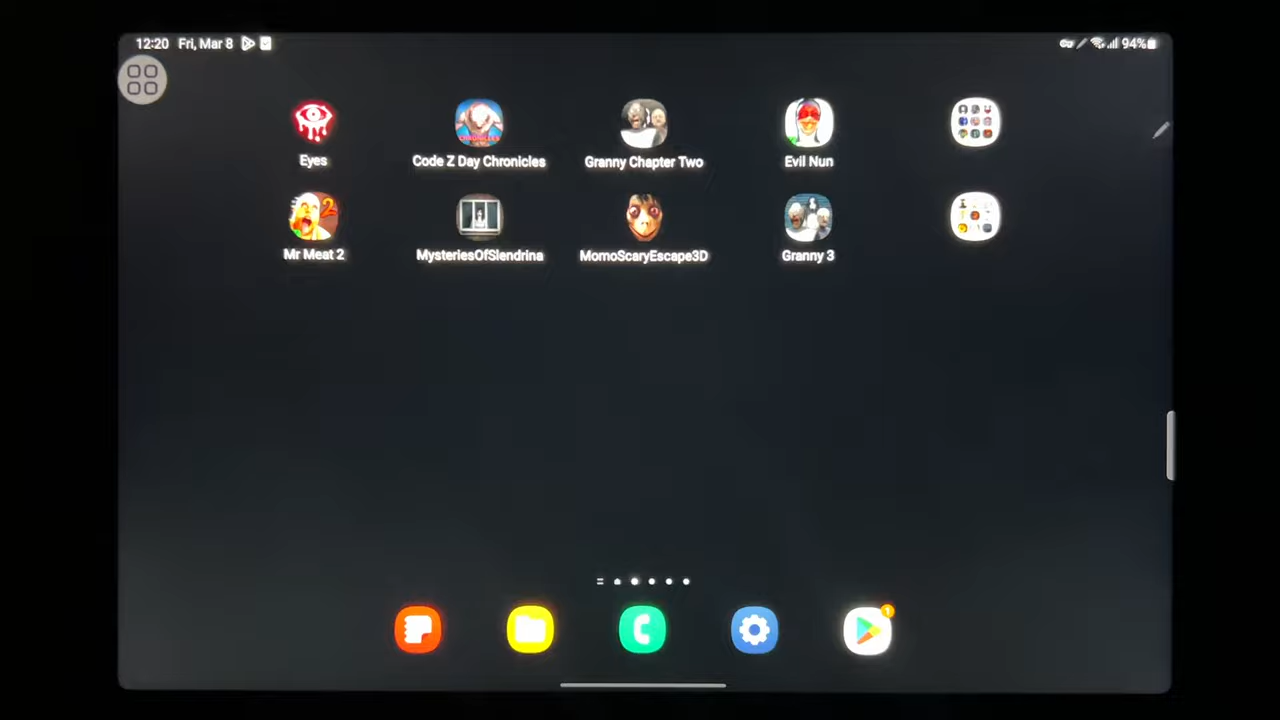 12:20 Fri, Mar 8 94%
Eyes
Code Z Day Chronicles
Granny Chapter Two
Evil Nun
Mr Meat 2
MysteriesOfSlendrina
MomoScaryEscape3D
Granny 3
1